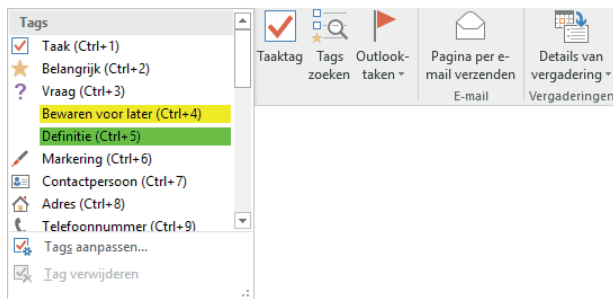 Tags
Taak (Ctrl+1)
Belangrijk (Ctrl+2)
Vraag (Ctrl+3)
Bewaren voor later (Ctrl+4)
Definitie (Ctrl+5)
Markering (Ctrl+6)
Contactpersoon (Ctrl+7)
Adres (Ctrl+8)
Telefoonnummer (Ctrl+9)
Tags aanpassen...
Tag verwijderen
Taaktag
Tags
zoeken
Outlook-
taken
Pagina per e-
mail verzenden
E-mail
Details van
vergadering
Vergaderingen